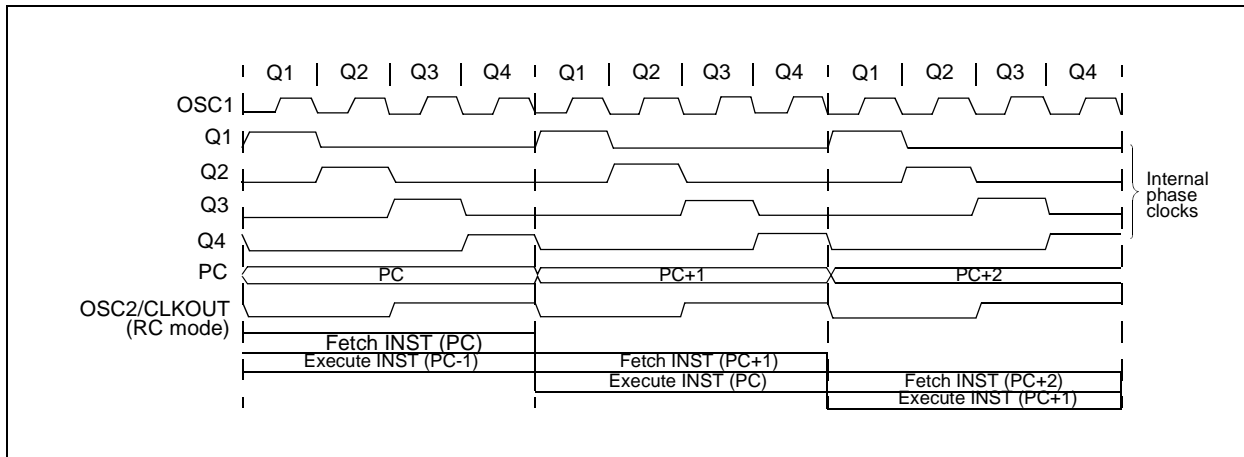 Q1 Q2 Q3 Q4 Q1 Q2 Q3 Q4 Q1 Q2 Q3 Q4
OSC1
Q1
Q2
Q3
Q4
Internal
phase
clocks
PC PC PC+1 PC+2
OSC2/CLKOUT
(RC mode)
Fetch INST (PC)
Execute INST (PC-1) Fetch INST (PC+1)
Execute INST (PC) Fetch INST (PC+2)
Execute INST (PC+1)